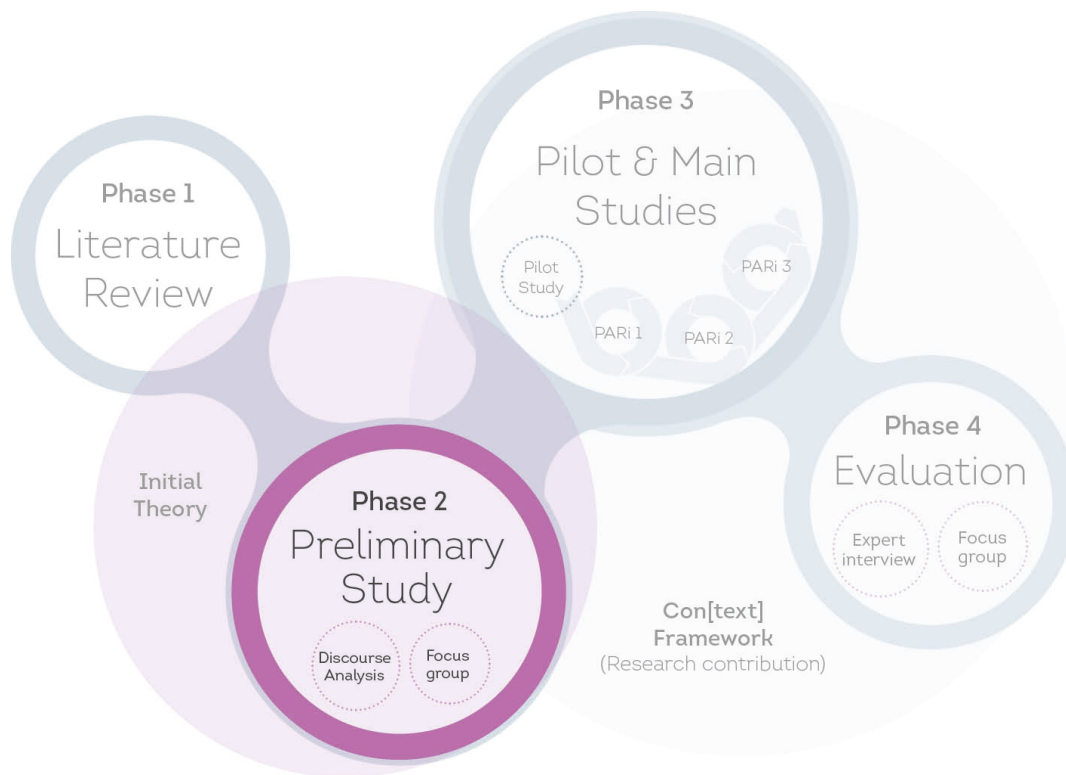 Phase 1
Literature
Review
Initial
Theory
Phase 2
Preliminary
Study
Discourse
Analysis
Focus
group
Phase 3
Pilot & Main
Studies
Pilot
Study
PARi 1
PARi 2
PARi 3
Phase 4
Evaluation
Expert
interview
Focus
group
Con[text]
Framework
(Research contribution)